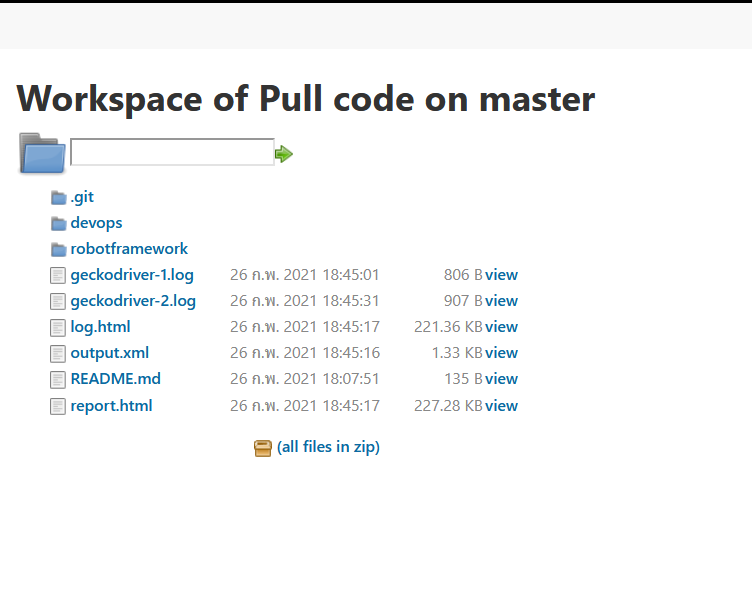 Workspace of Pull code on master
.git
devops
robotframework
geckodriver-1.log 26 ก.พ. 2021 18:45:01 806 B view
geckodriver-2.log 26 ก.พ. 2021 18:45:31 907 B view
log.html 26 ก.พ. 2021 18:45:17 221.36 KB view
output.xml 26 ก.พ. 2021 18:45:16 1.33 KB view
README.md 26 ก.พ. 2021 18:07:51 135 B view
report.html 26 ก.พ. 2021 18:45:17 227.28 KB view
(all files in zip)